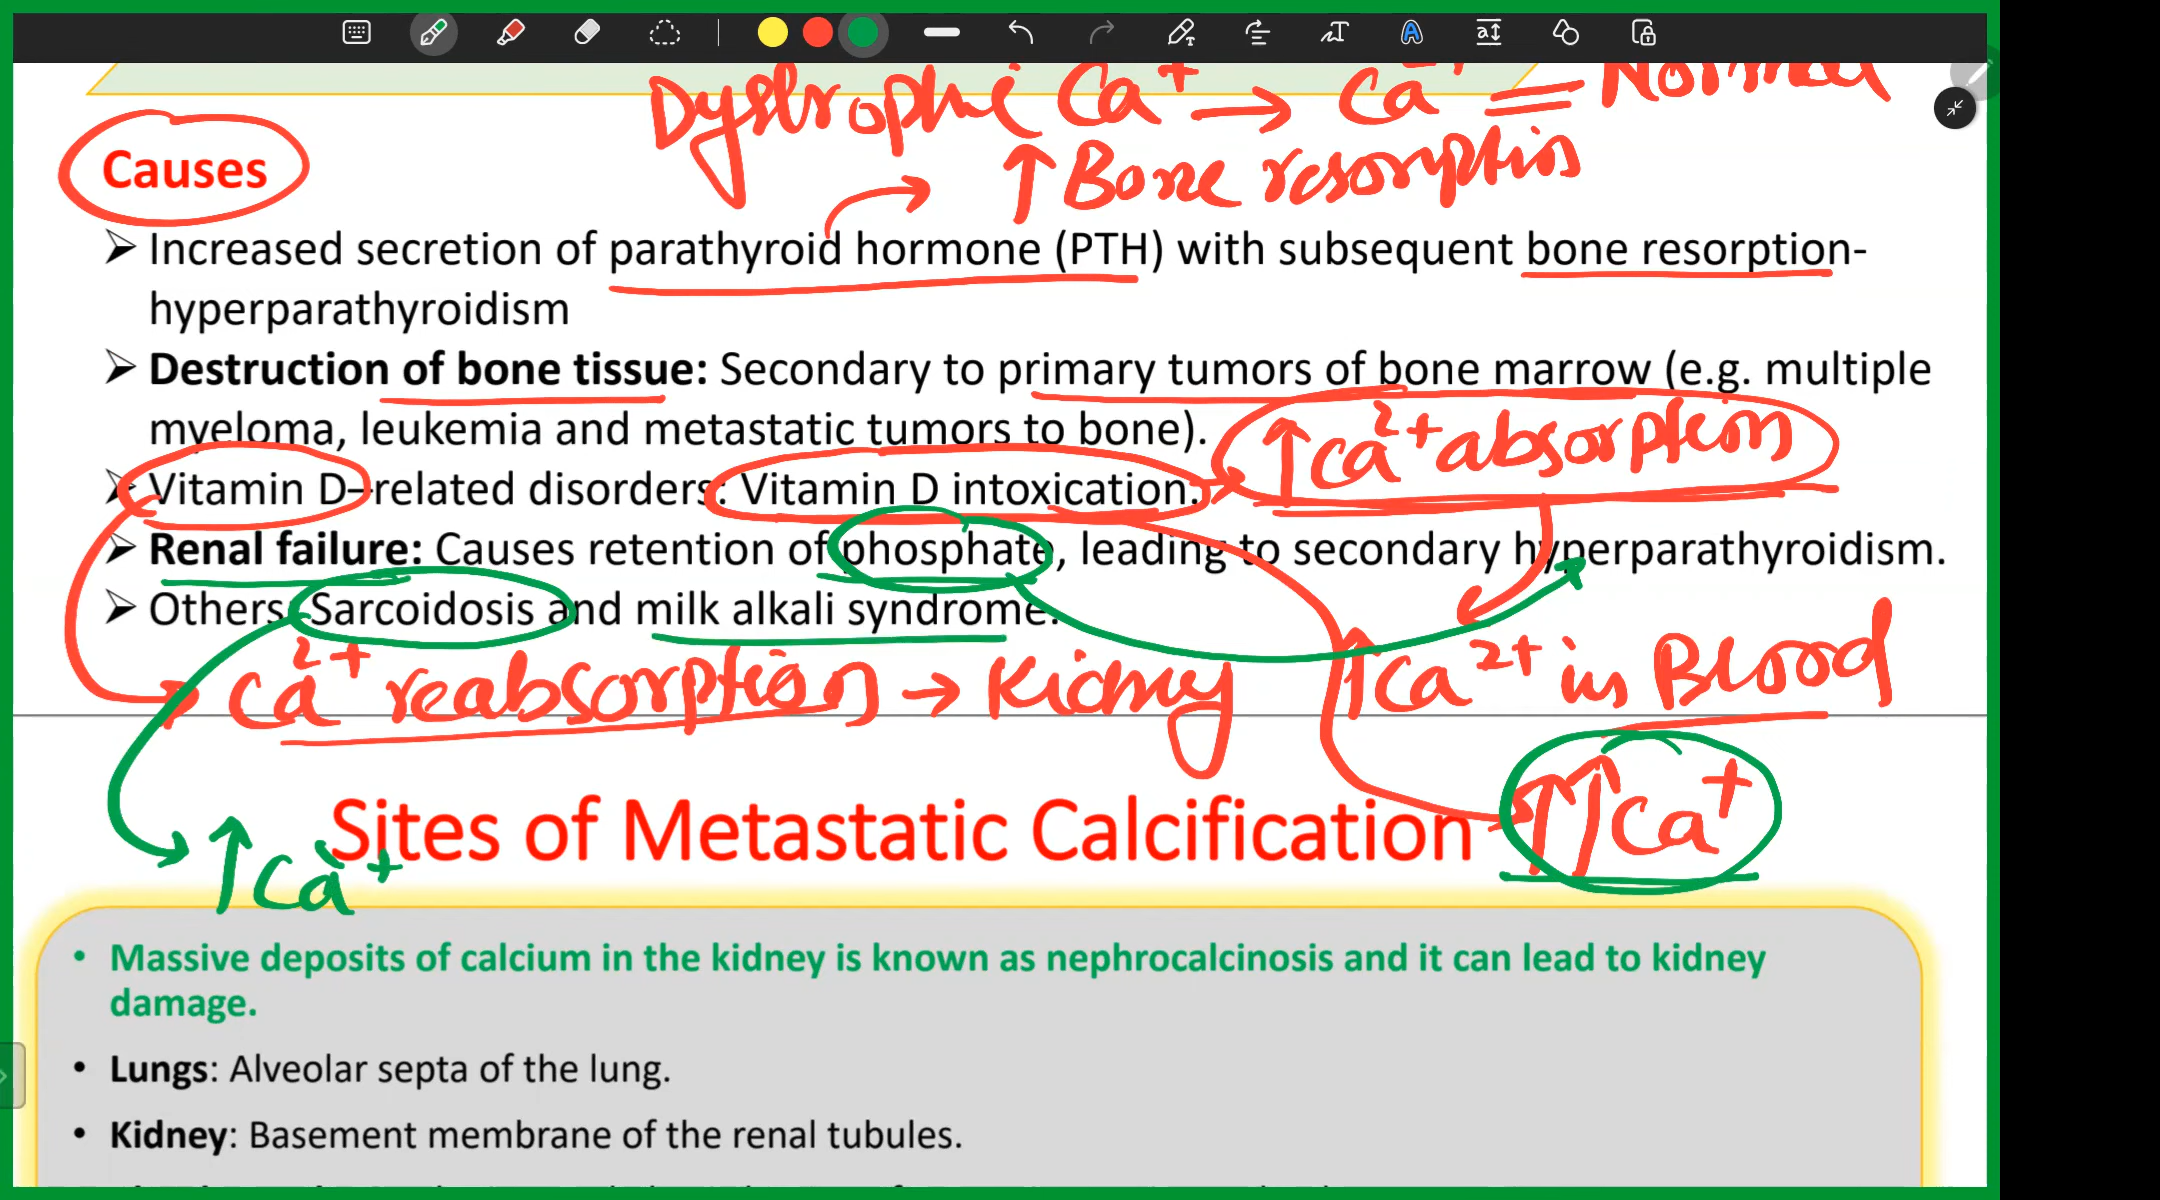 Dystrophic Ca⁺ → Ca²⁺ = Normal
↑ Bone resorption
Causes
➢ Increased secretion of parathyroid hormone (PTH) with subsequent bone resorption-
hyperparathyroidism
➢ Destruction of bone tissue: Secondary to primary tumors of bone marrow (e.g. multiple
myeloma, leukemia and metastatic tumors to bone).
↑Ca²⁺ absorption
➢ Vitamin D–related disorders: Vitamin D intoxication.
➢ Renal failure: Causes retention of phosphate, leading to secondary hyperparathyroidism.
➢ Others: Sarcoidosis and milk alkali syndrome.
Ca²⁺ reabsorption → Kidney
↑Ca²⁺ in Blood
Sites of Metastatic Calcification
↑↑Ca⁺
↑Ca⁺
• Massive deposits of calcium in the kidney is known as nephrocalcinosis and it can lead to kidney
damage.
• Lungs: Alveolar septa of the lung.
• Kidney: Basement membrane of the renal tubules.